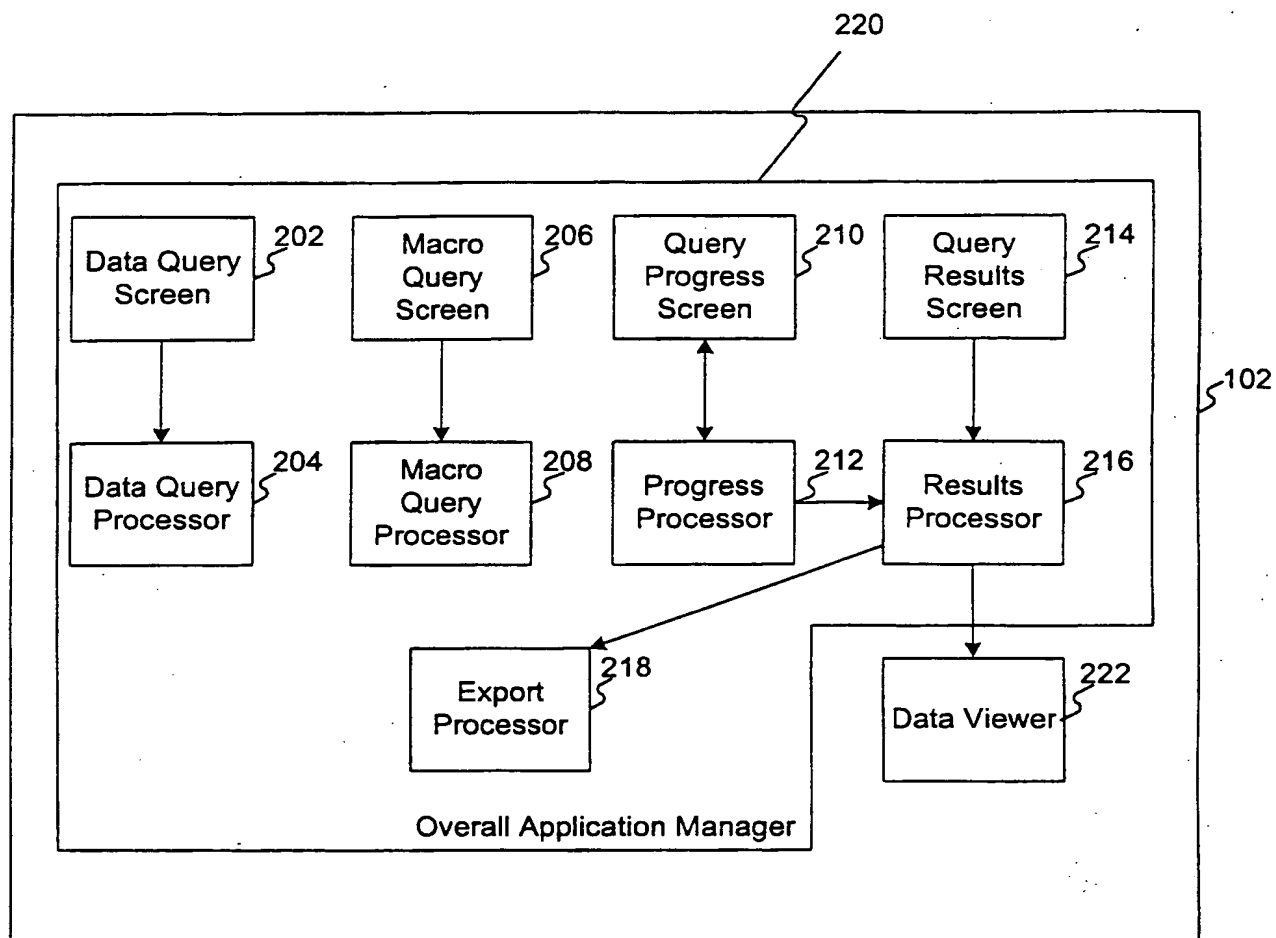 220
Data Query
Screen
202
Macro
Query
Screen
206
Query
Progress
Screen
210
Query
Results
Screen
214
102
Data Query
Processor
204
Macro
Query
Processor
208
Progress
Processor
212
Results
Processor
216
Export
Processor
218
Data Viewer
222
Overall Application Manager